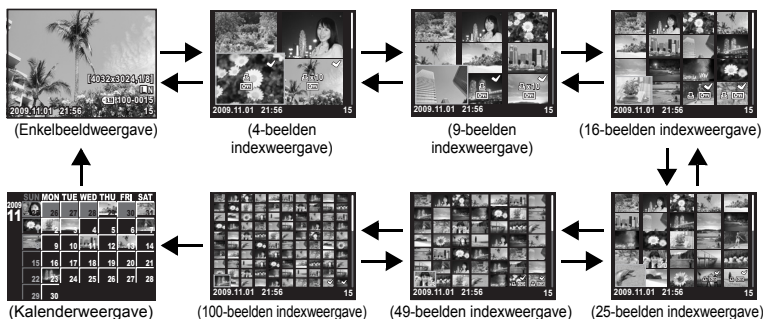 [4032x3024,1/8]
L N
100-0015
2009.11.01 21:56 15
x10
2009.11.01 21:56 15
x10
2009.11.01 21:56 15
2009.11.01 21:56 15
(Enkelbeeldweergave)
(4-beelden
indexweergave)
(9-beelden
indexweergave)
(16-beelden indexweergave)
2009
11
SUN MON TUE WED THU FRI SAT
25 26 27 28 29 30 31
1 2 3 4 5 6 7
8 9 10 11 12 13 14
15 16 17 18 19 20 21
22 23 24 25 26 27 28
29 30
2009.11.01 21:56 15
2009.11.01 21:56 15
2009.11.01 21:56 15
(Kalenderweergave)
(100-beelden indexweergave)
(49-beelden indexweergave)
(25-beelden indexweergave)